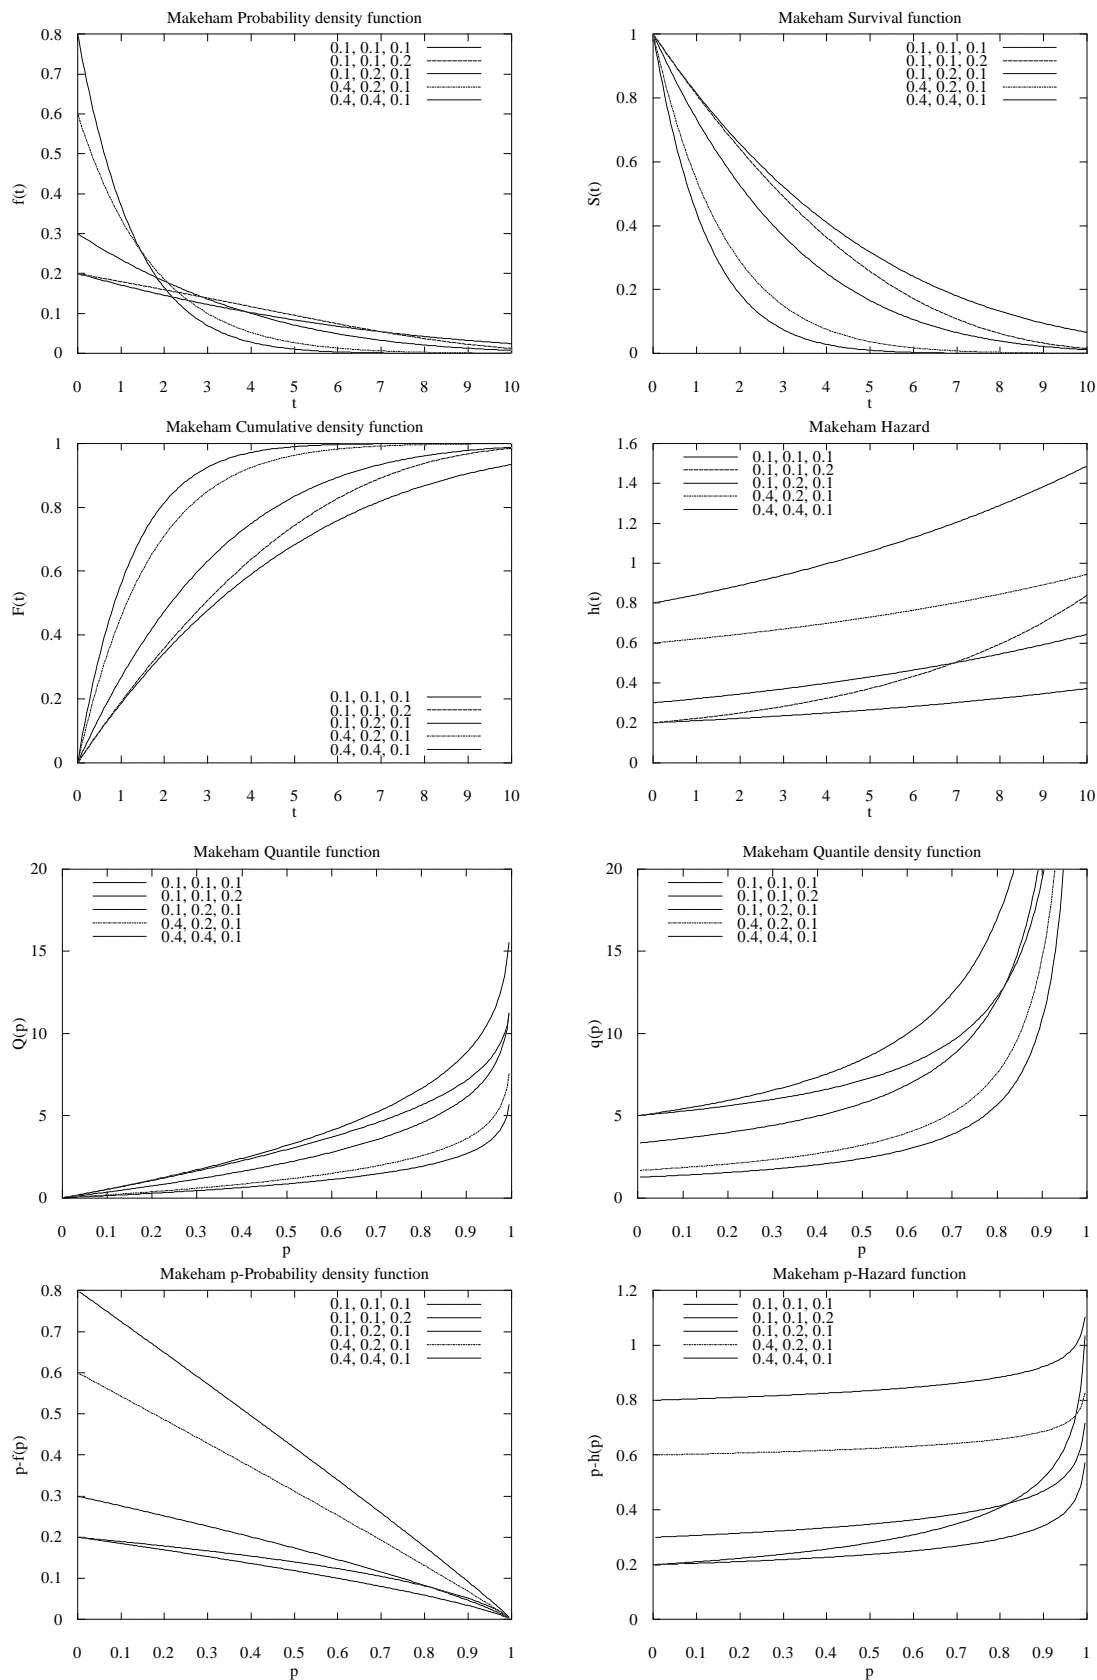 Makeham Probability density function
0.8
0.7
0.6
0.5
0.4
0.3
0.2
0.1
0
f(t)
0.1, 0.1, 0.1
0.1, 0.1, 0.2
0.1, 0.2, 0.1
0.4, 0.2, 0.1
0.4, 0.4, 0.1
0 1 2 3 4 5 6 7 8 9 10
t
Makeham Survival function
1
0.8
0.6
0.4
0.2
0
S(t)
0.1, 0.1, 0.1
0.1, 0.1, 0.2
0.1, 0.2, 0.1
0.4, 0.2, 0.1
0.4, 0.4, 0.1
0 1 2 3 4 5 6 7 8 9 10
t
Makeham Cumulative density function
1
0.8
0.6
0.4
0.2
0
F(t)
0.1, 0.1, 0.1
0.1, 0.1, 0.2
0.1, 0.2, 0.1
0.4, 0.2, 0.1
0.4, 0.4, 0.1
0 1 2 3 4 5 6 7 8 9 10
t
Makeham Hazard
1.6
1.4
1.2
1
0.8
0.6
0.4
0.2
0
h(t)
0.1, 0.1, 0.1
0.1, 0.1, 0.2
0.1, 0.2, 0.1
0.4, 0.2, 0.1
0.4, 0.4, 0.1
0 1 2 3 4 5 6 7 8 9 10
t
Makeham Quantile function
20
15
10
5
0
Q(p)
0.1, 0.1, 0.1
0.1, 0.1, 0.2
0.1, 0.2, 0.1
0.4, 0.2, 0.1
0.4, 0.4, 0.1
0 0.1 0.2 0.3 0.4 0.5 0.6 0.7 0.8 0.9 1
p
Makeham Quantile density function
20
15
10
5
0
q(p)
0.1, 0.1, 0.1
0.1, 0.1, 0.2
0.1, 0.2, 0.1
0.4, 0.2, 0.1
0.4, 0.4, 0.1
0 0.1 0.2 0.3 0.4 0.5 0.6 0.7 0.8 0.9 1
p
Makeham p-Probability density function
0.8
0.7
0.6
0.5
0.4
0.3
0.2
0.1
0
p-f(p)
0.1, 0.1, 0.1
0.1, 0.1, 0.2
0.1, 0.2, 0.1
0.4, 0.2, 0.1
0.4, 0.4, 0.1
0 0.1 0.2 0.3 0.4 0.5 0.6 0.7 0.8 0.9 1
p
Makeham p-Hazard function
1.2
1
0.8
0.6
0.4
0.2
0
p-h(p)
0.1, 0.1, 0.1
0.1, 0.1, 0.2
0.1, 0.2, 0.1
0.4, 0.2, 0.1
0.4, 0.4, 0.1
0 0.1 0.2 0.3 0.4 0.5 0.6 0.7 0.8 0.9 1
p